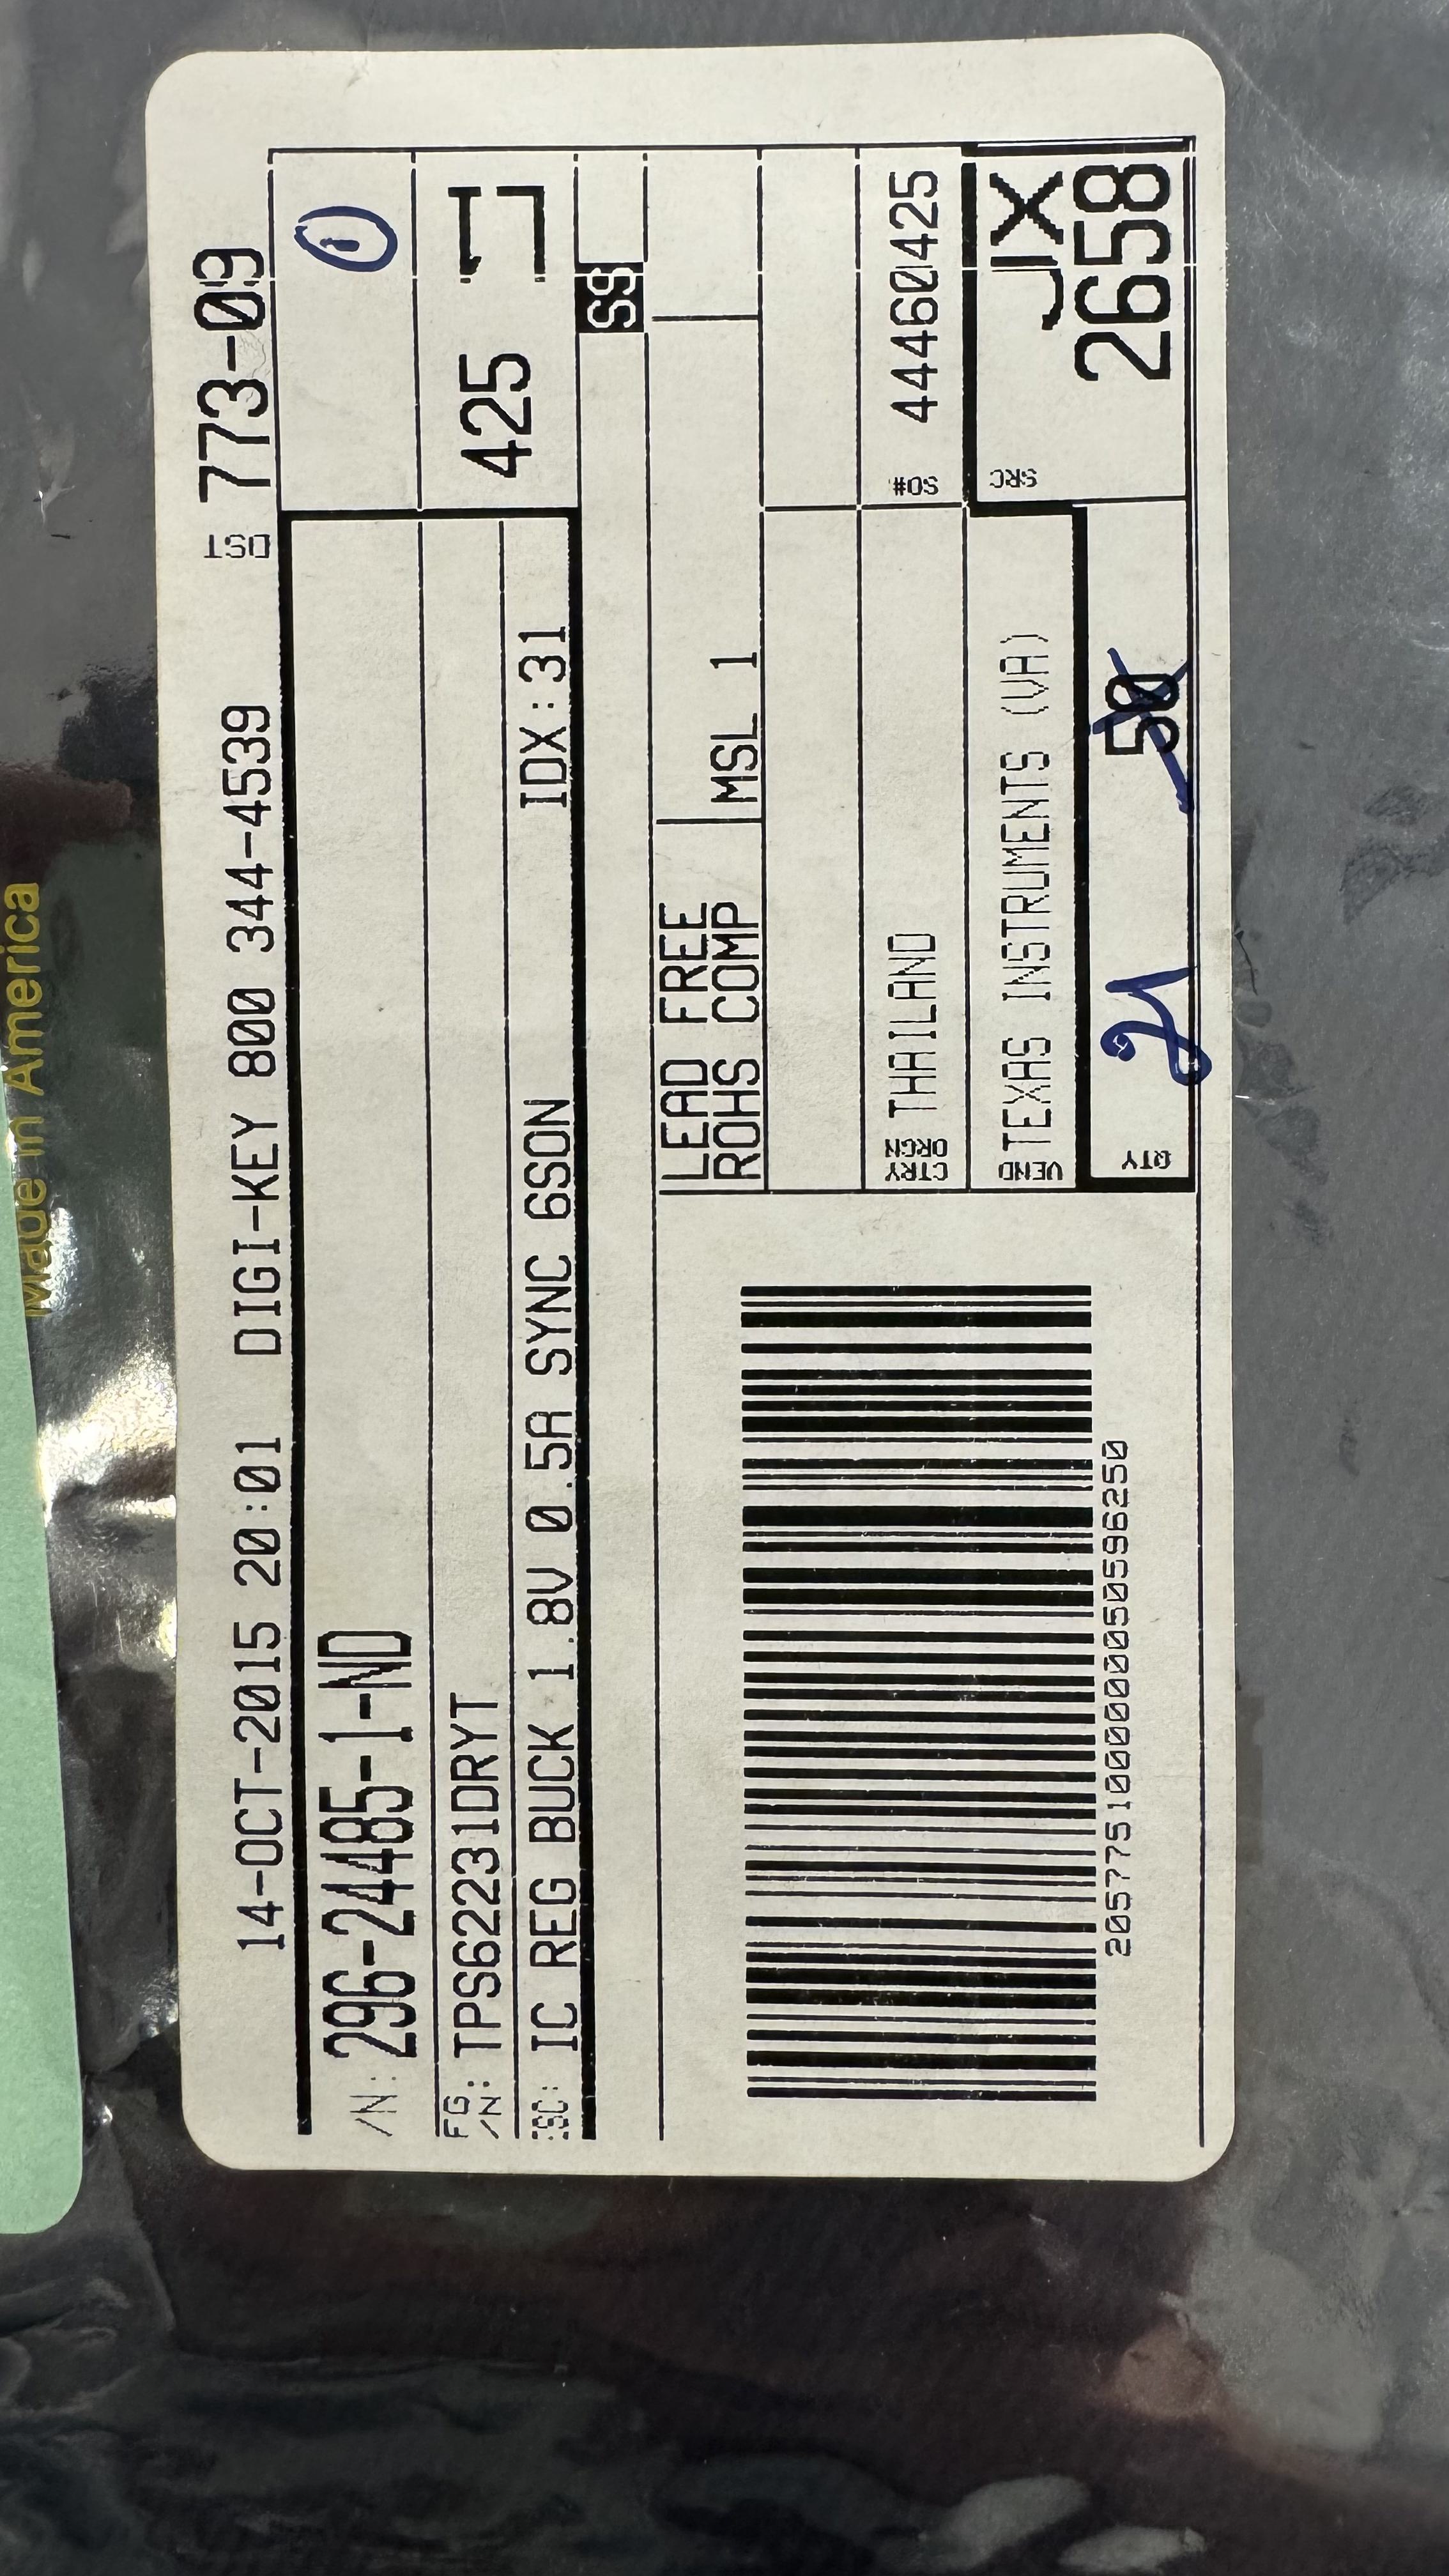 Made in America
14-OCT-2015 20:01 DIGI-KEY 800 344-4539 DST 773-09
/N: 296-24485-1-ND 1
FG /N: TPS62231DRYT 425
:SC: IC REG BUCK 1.8V 0.5A SYNC 6SON IDX:31
SS
LEAD FREE
ROHS COMP MSL 1
CTRY ORGN THAILAND SO# 4460425
VEND TEXAS INSTRUMENTS (VA) SRC JX
2658
QTY 21 50